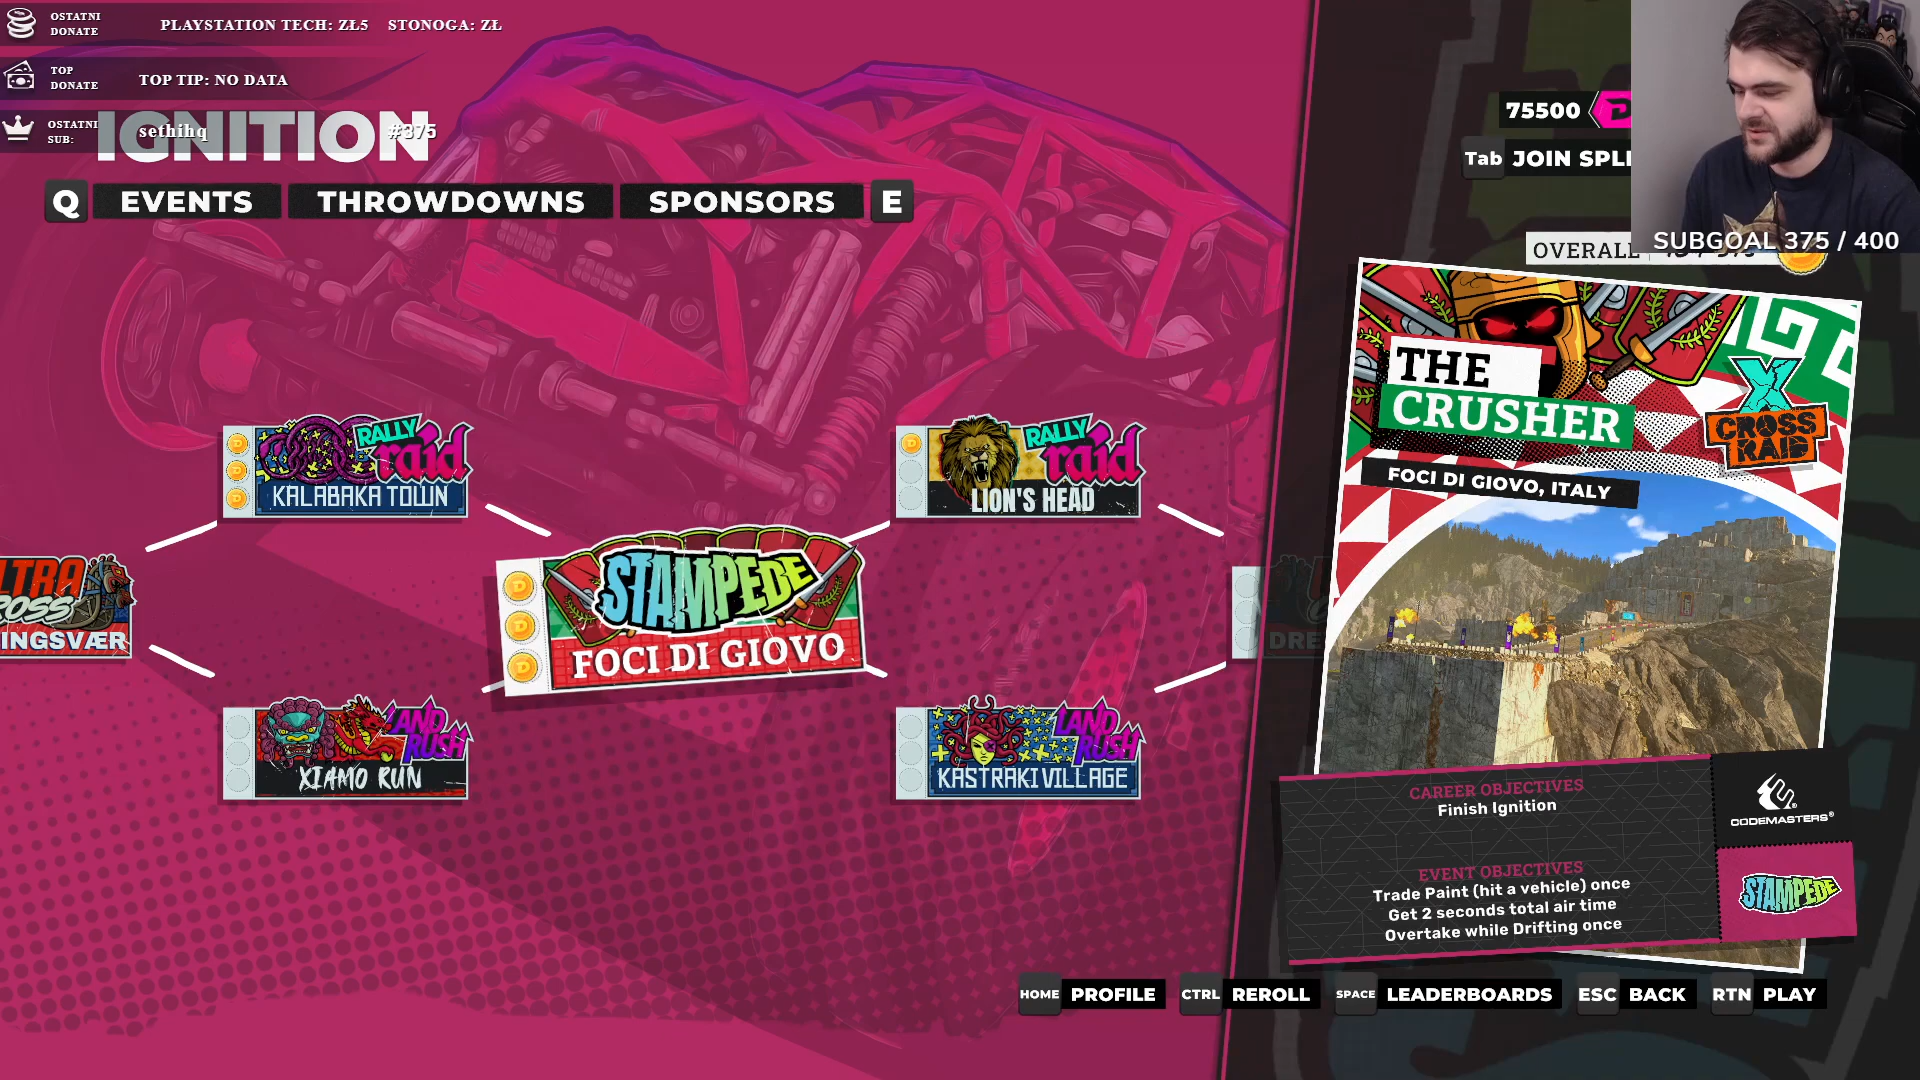 OSTATNI
DONATE
PLAYSTATION TECH: ZŁ5 STONOGA: ZŁ
TOP
DONATE
TOP TIP: NO DATA
OSTATNI
SUB:
sethihq
#375
IGNITION
Q EVENTS THROWDOWNS SPONSORS E
75500
Tab JOIN SPLI
SUBGOAL 375 / 400
OVERALL
RALLY
raid
KALABAKA TOWN
RALLY
raid
LION'S HEAD
LTRA
ROSS
INGSVÆR
STAMPEDE
FOCI DI GIOVO
DRE
LAND
RUSH
XIAMO RUN
LAND
RUSH
KASTRAKI VILLAGE
THE
CRUSHER
X
CROSS
RAID
FOCI DI GIOVO, ITALY
CAREER OBJECTIVES
Finish Ignition
CODEMASTERS®
EVENT OBJECTIVES
Trade Paint (hit a vehicle) once
Get 2 seconds total air time
Overtake while Drifting once
STAMPEDE
HOME PROFILE CTRL REROLL SPACE LEADERBOARDS ESC BACK RTN PLAY